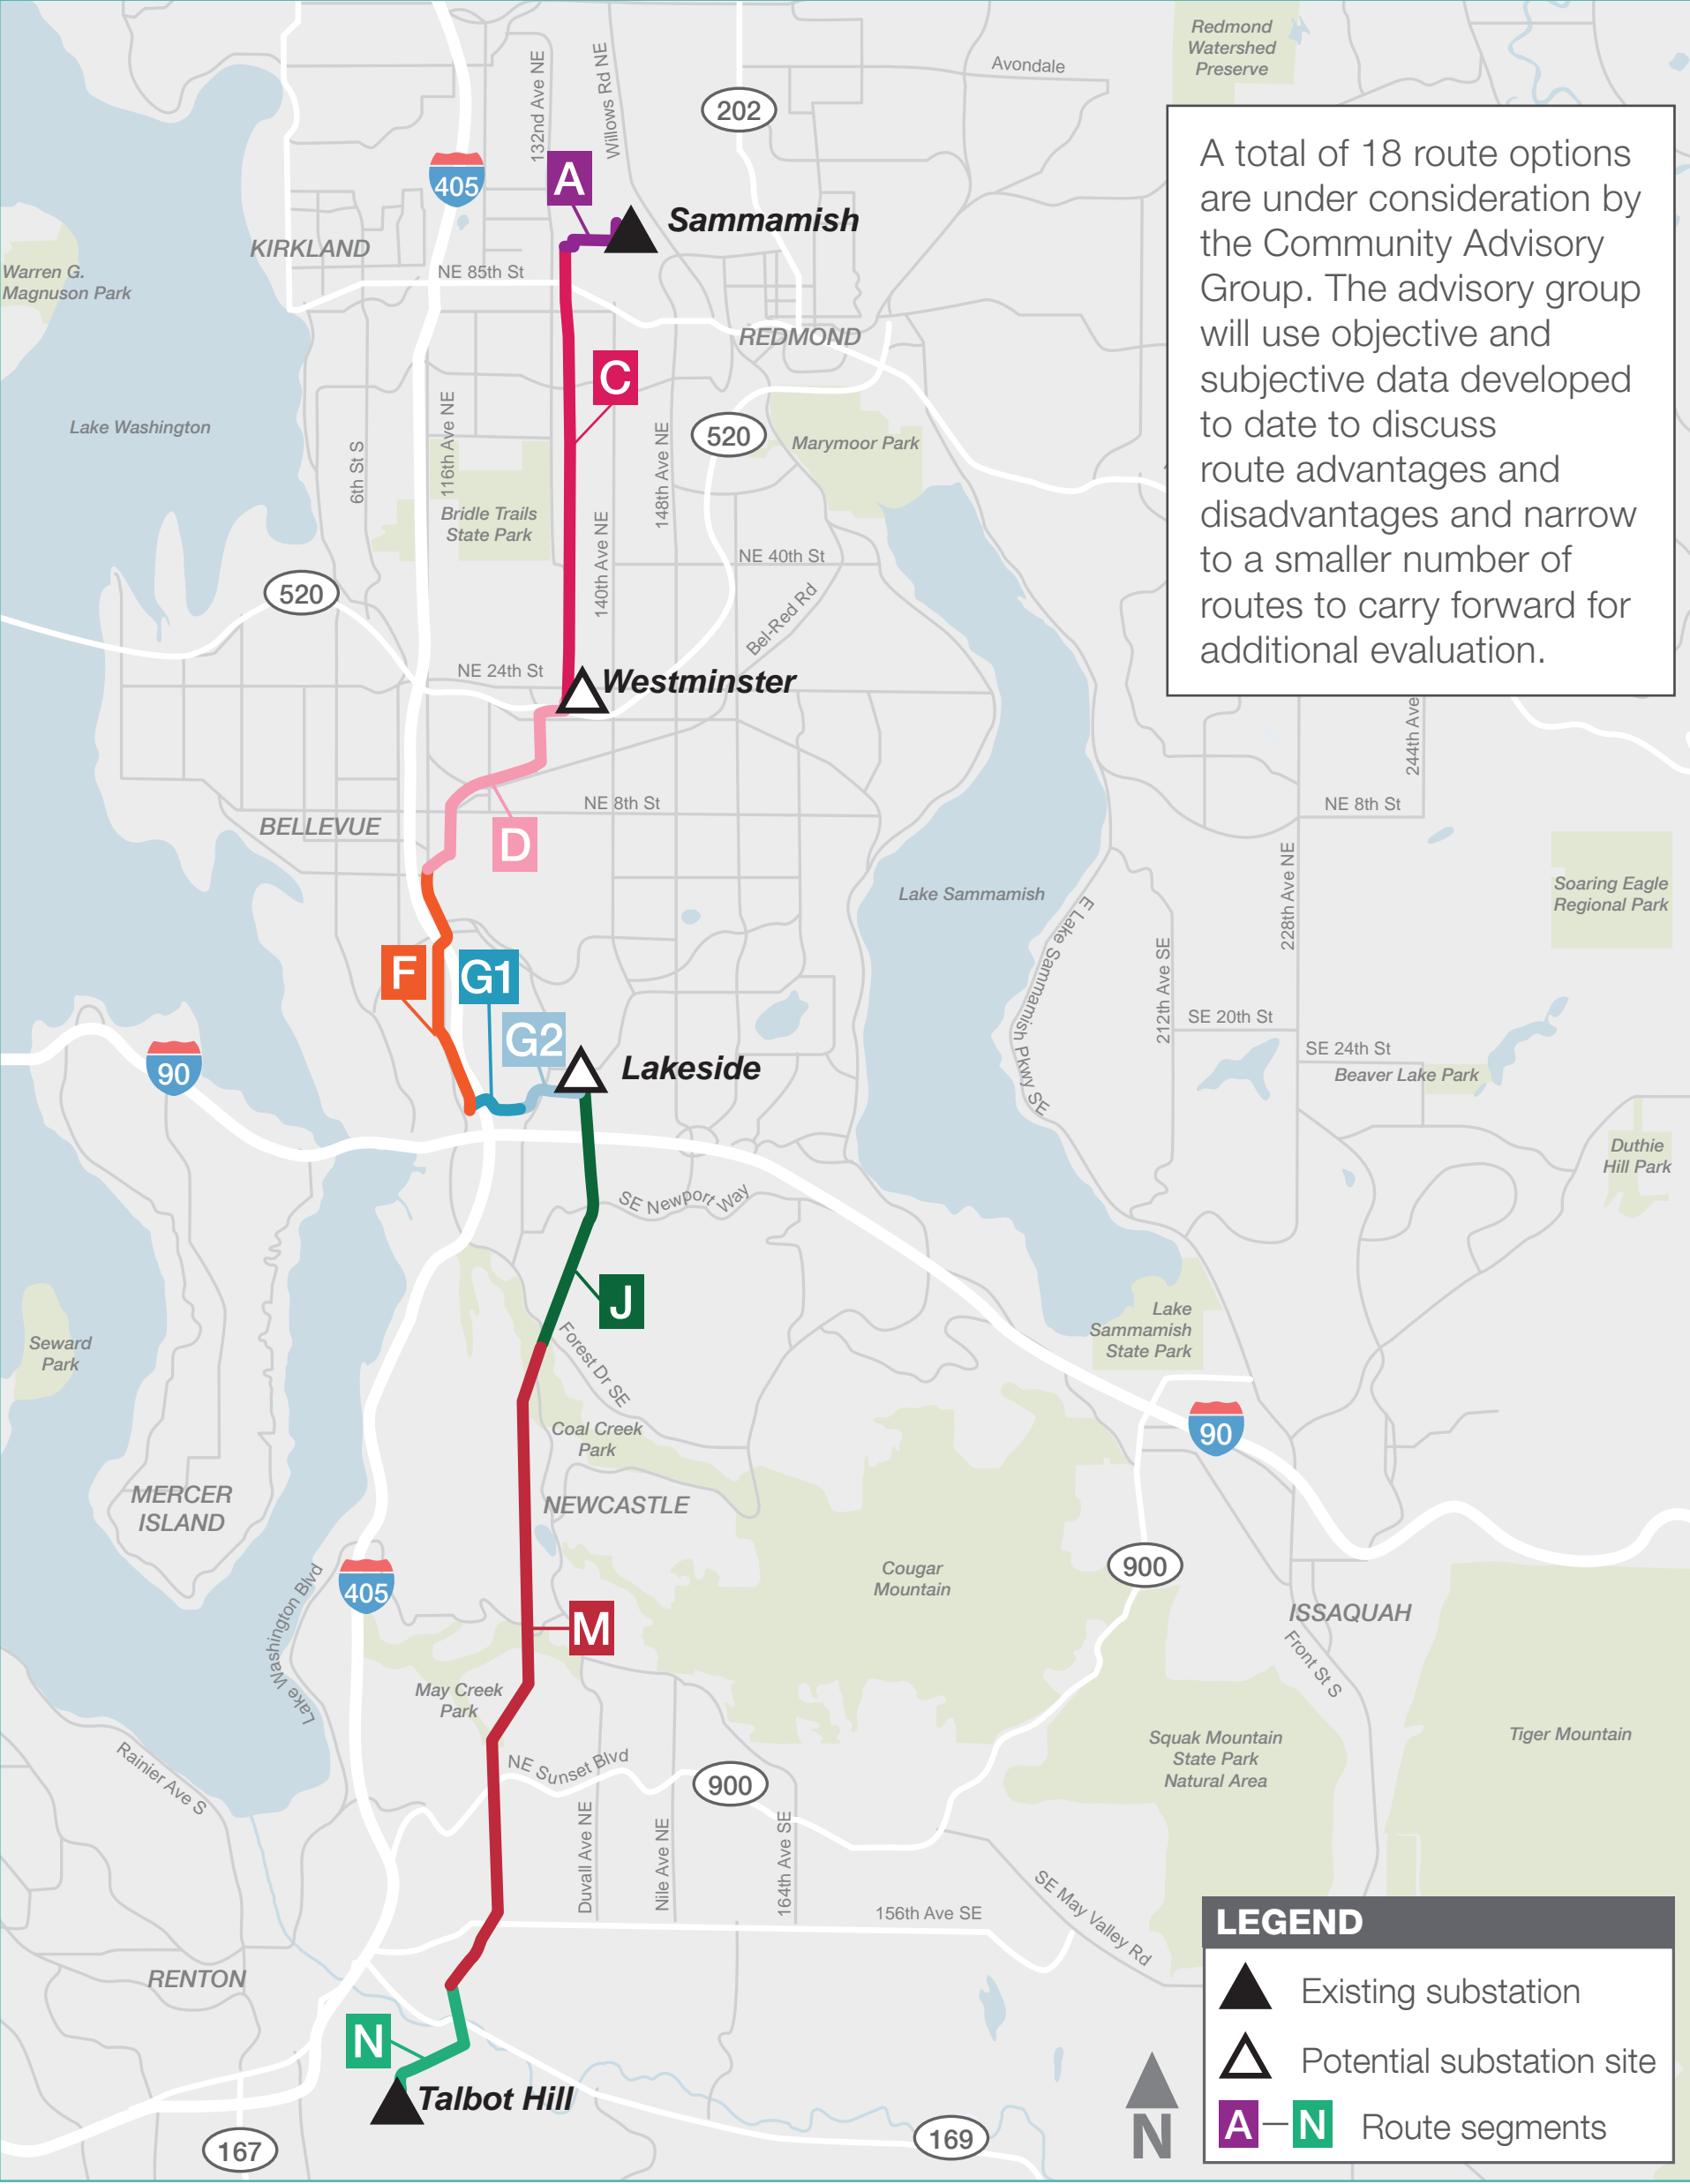 Redmond
Watershed
Preserve
Avondale
132nd Ave NE
Willows Rd NE
202
405
A
Sammamish
KIRKLAND
NE 85th St
Warren G.
Magnuson Park
REDMOND
C
Lake Washington
6th St S
116th Ave NE
148th Ave NE
520
Marymoor Park
Bridle Trails
State Park
140th Ave NE
NE 40th St
520
Bel-Red Rd
NE 24th St
Westminster
A total of 18 route options
are under consideration by
the Community Advisory
Group. The advisory group
will use objective and
subjective data developed
to date to discuss
route advantages and
disadvantages and narrow
to a smaller number of
routes to carry forward for
additional evaluation.
244th Ave
NE 8th St
NE 8th St
BELLEVUE
D
Lake Sammamish
E Lake Sammamish Pkwy SE
228th Ave NE
212th Ave SE
Soaring Eagle
Regional Park
F
G1
G2
SE 20th St
SE 24th St
Beaver Lake Park
90
Lakeside
Duthie
Hill Park
SE Newport Way
J
Lake
Sammamish
State Park
Seward
Park
Forest Dr SE
Coal Creek
Park
90
MERCER
ISLAND
NEWCASTLE
Cougar
Mountain
900
405
Lake Washington Blvd
ISSAQUAH
Front St S
M
May Creek
Park
Squak Mountain
State Park
Natural Area
Tiger Mountain
Rainier Ave S
NE Sunset Blvd
900
Duvall Ave NE
Nile Ave NE
164th Ave SE
156th Ave SE
SE May Valley Rd
RENTON
N
Talbot Hill
167
169
N
LEGEND
Existing substation
Potential substation site
A — N Route segments